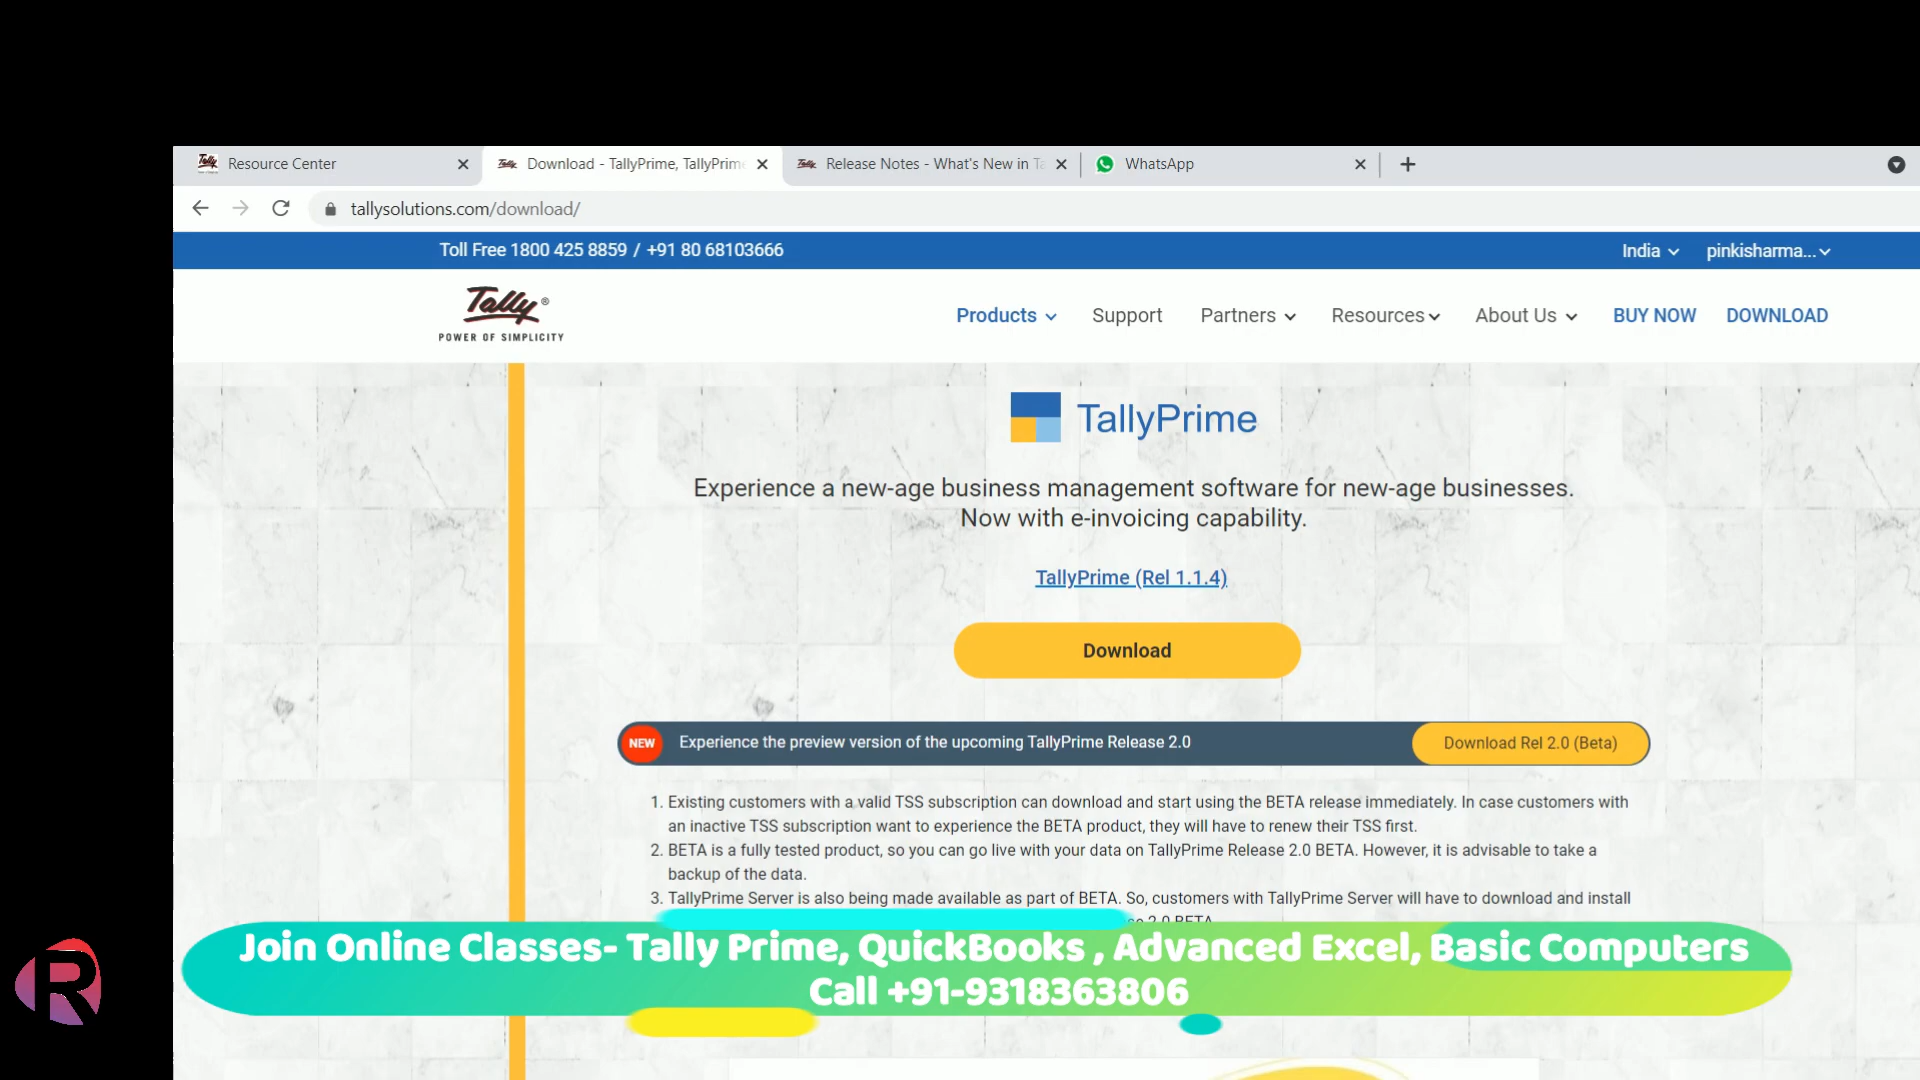 Resource Center
Download - TallyPrime, TallyPrime
Release Notes - What's New in Ta
WhatsApp
tallysolutions.com/download/
Toll Free 1800 425 8859 / +91 80 68103666
India
pinkisharma...
Tally®
POWER OF SIMPLICITY
Products
Support
Partners
Resources
About Us
BUY NOW
DOWNLOAD
TallyPrime
Experience a new-age business management software for new-age businesses.
Now with e-invoicing capability.
TallyPrime (Rel 1.1.4)
Download
NEW
Experience the preview version of the upcoming TallyPrime Release 2.0
Download Rel 2.0 (Beta)
1. Existing customers with a valid TSS subscription can download and start using the BETA release immediately. In case customers with
an inactive TSS subscription want to experience the BETA product, they will have to renew their TSS first.
2. BETA is a fully tested product, so you can go live with your data on TallyPrime Release 2.0 BETA. However, it is advisable to take a
backup of the data.
3. TallyPrime Server is also being made available as part of BETA. So, customers with TallyPrime Server will have to download and install
2.0 BETA
Join Online Classes- Tally Prime, QuickBooks , Advanced Excel, Basic Computers
Call +91-9318363806
R